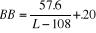 BB = 57.6 / (L − 108) + 20